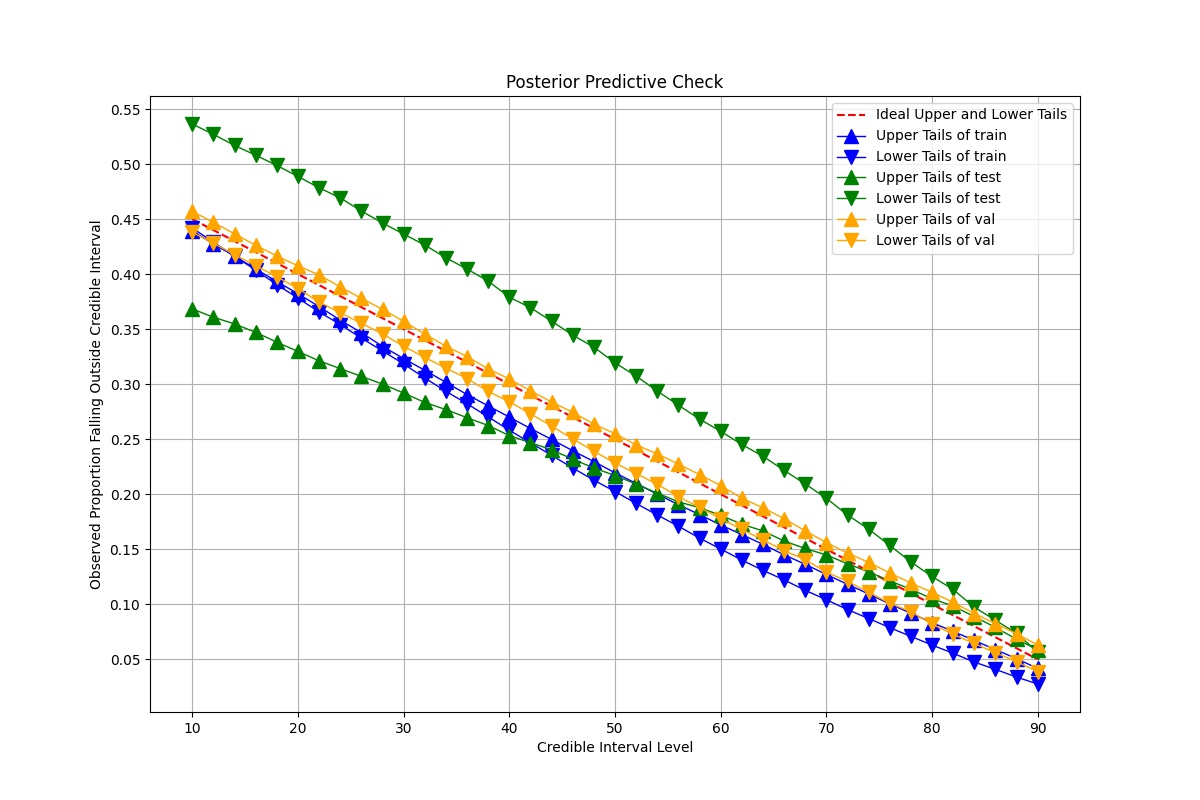 Posterior Predictive Check
Ideal Upper and Lower Tails
Upper Tails of train
Lower Tails of train
Upper Tails of test
Lower Tails of test
Upper Tails of val
Lower Tails of val
Observed Proportion Falling Outside Credible Interval
0.55
0.50
0.45
0.40
0.35
0.30
0.25
0.20
0.15
0.10
0.05
10 20 30 40 50 60 70 80 90
Credible Interval Level